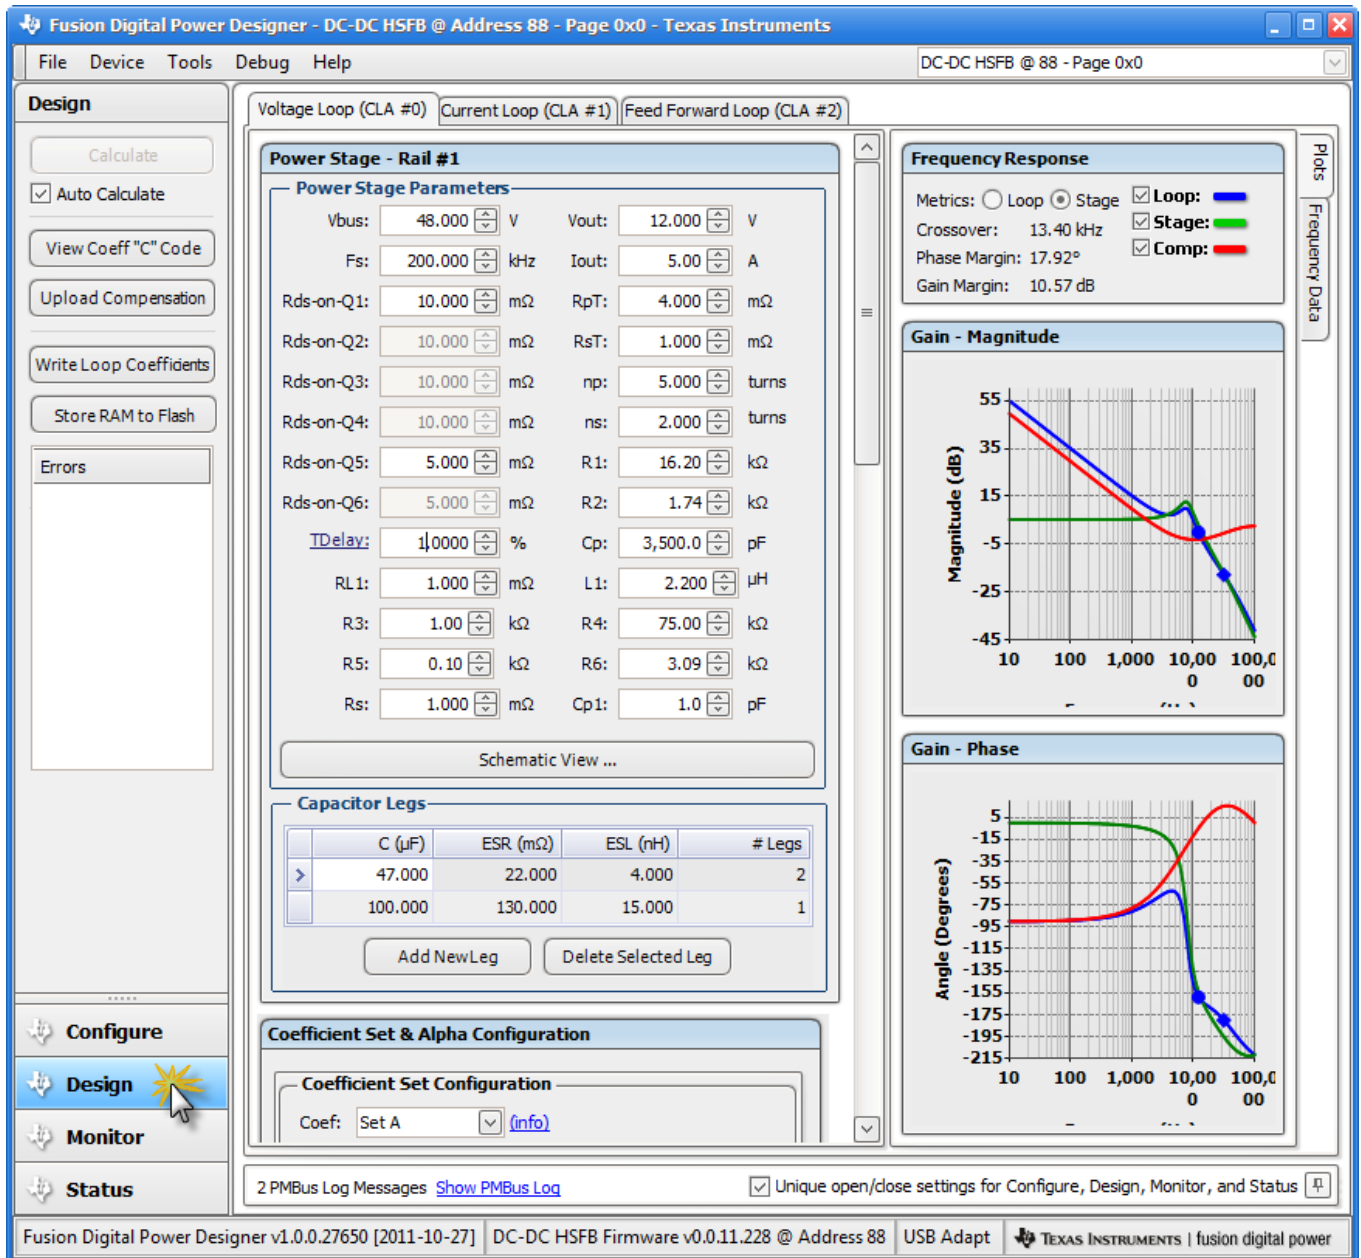 Fusion Digital Power Designer - DC-DC HSFB @ Address 88 - Page 0x0 - Texas Instruments
File Device Tools Debug Help
DC-DC HSFB @ 88 - Page 0x0
Design
Calculate
Auto Calculate
View Coeff "C" Code
Upload Compensation
Write Loop Coefficients
Store RAM to Flash
Errors
Configure
Design
Monitor
Status
Voltage Loop (CLA #0) Current Loop (CLA #1) Feed Forward Loop (CLA #2)
Power Stage - Rail #1
Power Stage Parameters
Vbus: 48.000 V Vout: 12.000 V
Fs: 200.000 kHz Iout: 5.00 A
Rds-on-Q1: 10.000 mΩ RpT: 4.000 mΩ
Rds-on-Q2: 10.000 mΩ RsT: 1.000 mΩ
Rds-on-Q3: 10.000 mΩ np: 5.000 turns
Rds-on-Q4: 10.000 mΩ ns: 2.000 turns
Rds-on-Q5: 5.000 mΩ R1: 16.20 kΩ
Rds-on-Q6: 5.000 mΩ R2: 1.74 kΩ
TDelay: 1.0000 % Cp: 3,500.0 pF
RL1: 1.000 mΩ L1: 2.200 µH
R3: 1.00 kΩ R4: 75.00 kΩ
R5: 0.10 kΩ R6: 3.09 kΩ
Rs: 1.000 mΩ Cp1: 1.0 pF
Schematic View ...
Capacitor Legs
C (µF) ESR (mΩ) ESL (nH) # Legs
47.000 22.000 4.000 2
100.000 130.000 15.000 1
Add New Leg Delete Selected Leg
Coefficient Set & Alpha Configuration
Coefficient Set Configuration
Coef: Set A (info)
Frequency Response
Metrics: Loop Stage
Crossover: 13.40 kHz
Phase Margin: 17.92°
Gain Margin: 10.57 dB
Loop:
Stage:
Comp:
Plots
Frequency Data
Gain - Magnitude
Magnitude (dB)
55
35
15
-5
-25
-45
10 100 1,000 10,00 100,0
0 00
Gain - Phase
Angle (Degrees)
5
-15
-35
-55
-75
-95
-115
-135
-155
-175
-195
-215
10 100 1,000 10,00 100,0
0 00
2 PMBus Log Messages Show PMBus Log
Unique open/close settings for Configure, Design, Monitor, and Status
Fusion Digital Power Designer v1.0.0.27650 [2011-10-27] DC-DC HSFB Firmware v0.0.11.228 @ Address 88 USB Adapt TEXAS INSTRUMENTS | fusion digital power